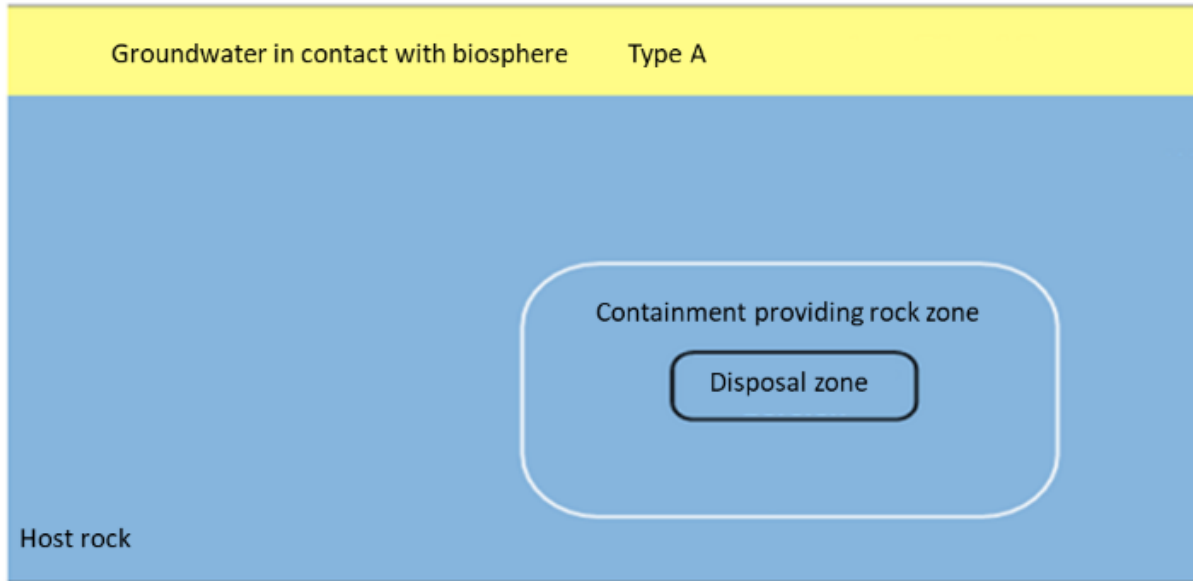 Groundwater in contact with biosphere Type A
Containment providing rock zone
Disposal zone
Host rock